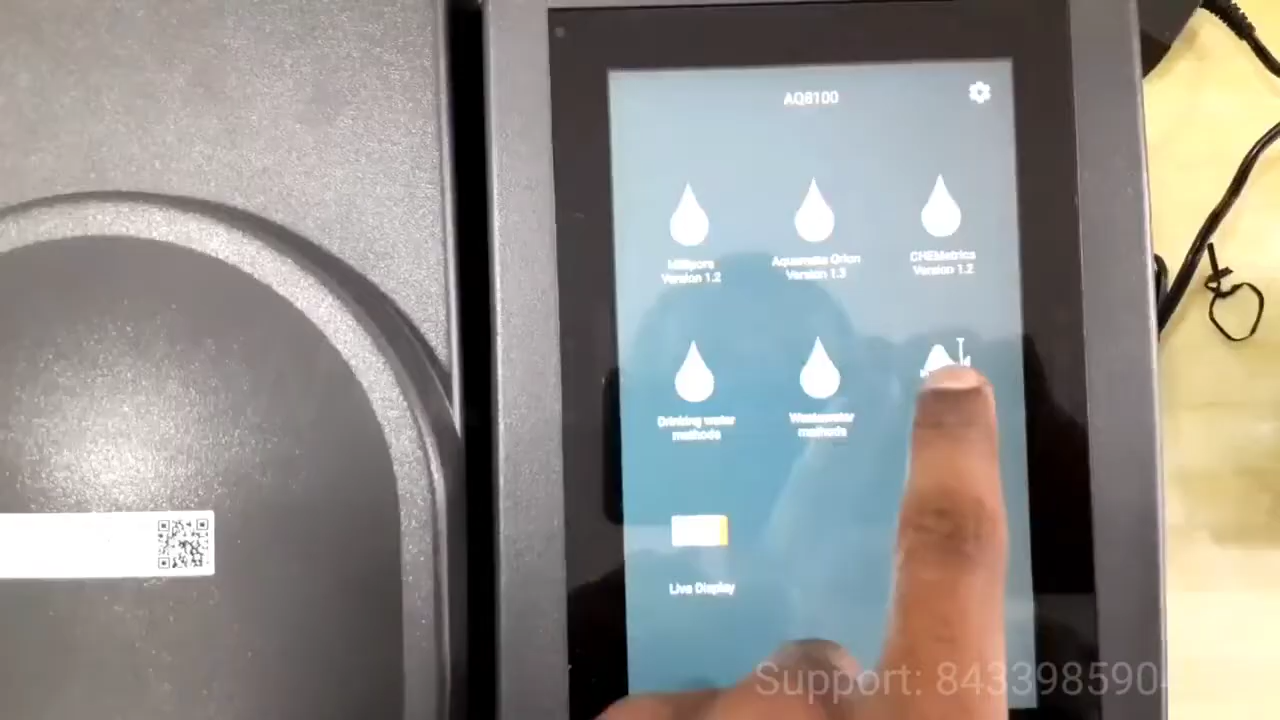 AQ8100
Millipore
Version 1.2
Aquamate Orion
Version 1.3
CHEMetrics
Version 1.2
Drinking water
methods
Wastewater
methods
Live Display
Support: 8433985904